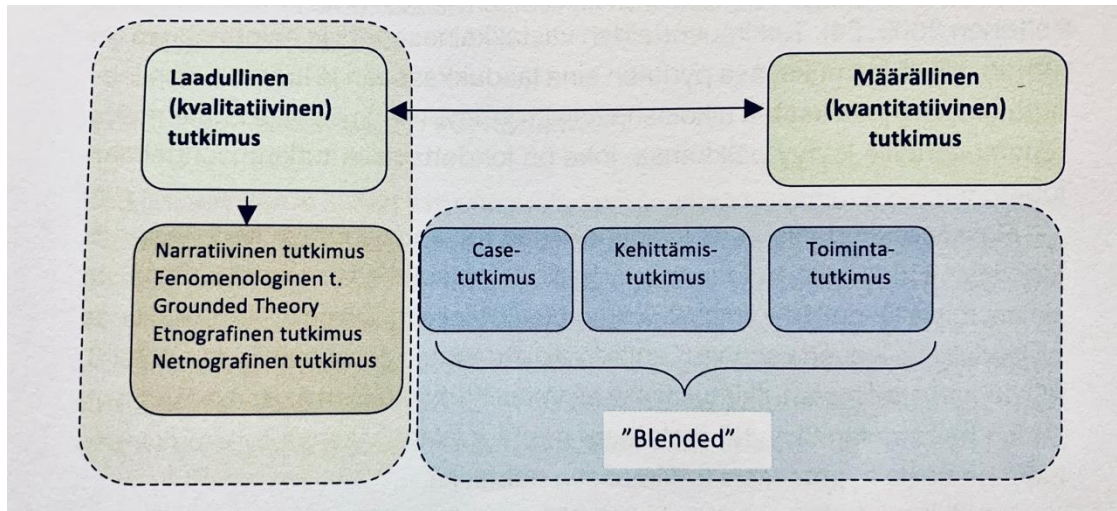 Laadullinen
(kvalitatiivinen)
tutkimus
Määrällinen
(kvantitatiivinen)
tutkimus
Narratiivinen tutkimus
Fenomenologinen t.
Grounded Theory
Etnografinen tutkimus
Netnografinen tutkimus
Case-
tutkimus
Kehittämis-
tutkimus
Toiminta-
tutkimus
”Blended”